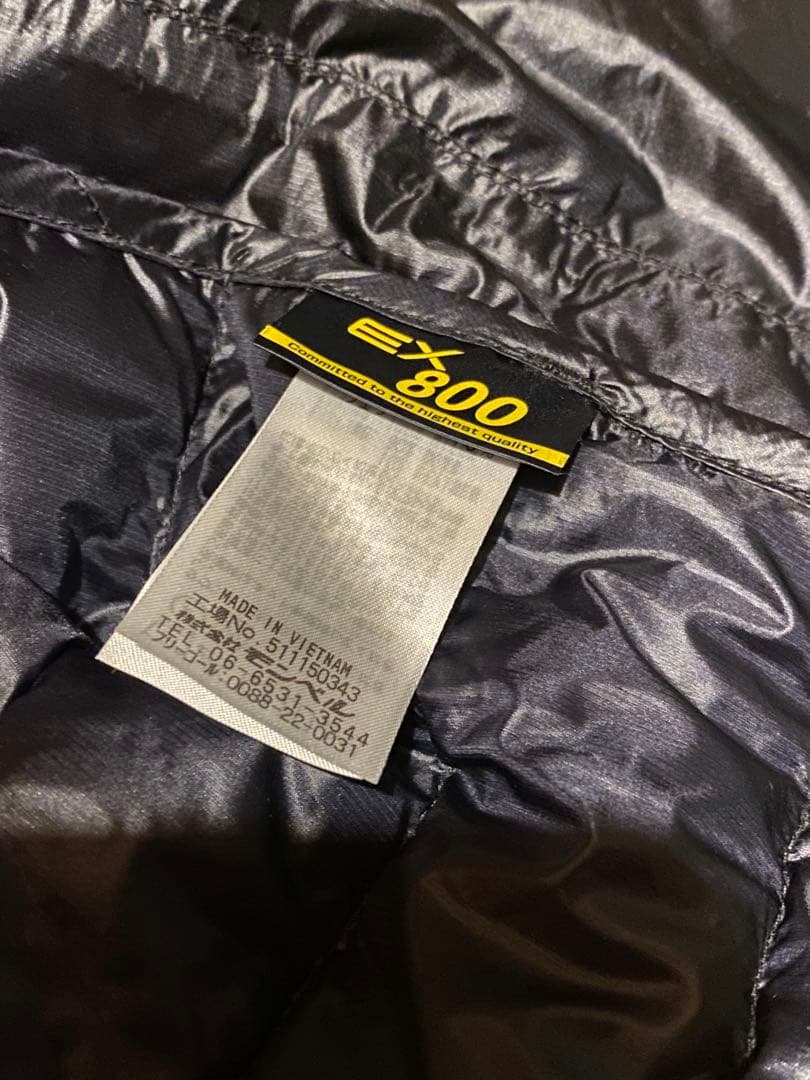 EX
800
Committed to the highest quality
MADE IN VIETNAM
工場No 511150343
株式会社 モンベル
TEL.06-6531-3544
フリーコール:0088-22-0031